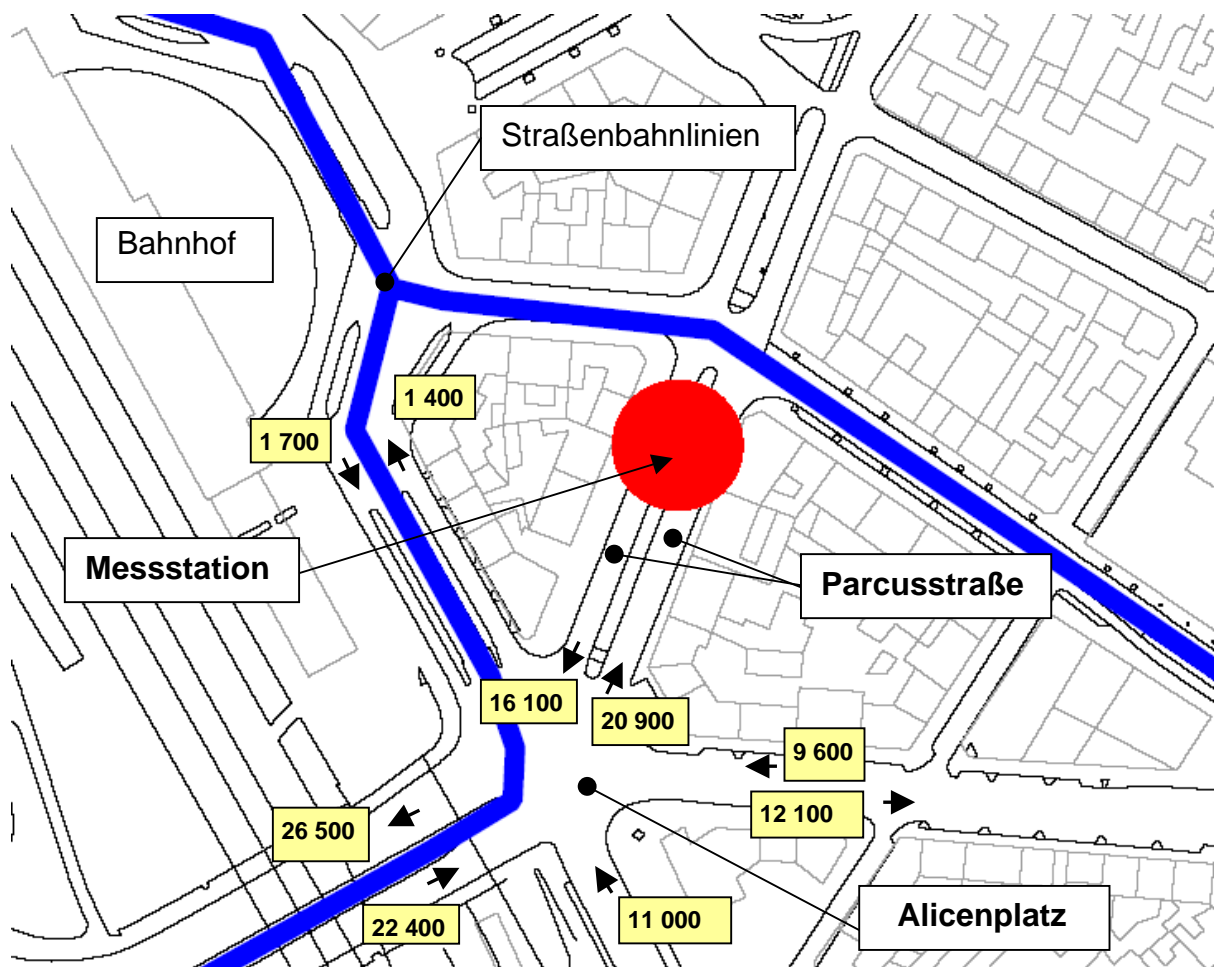 Straßenbahnlinien
Bahnhof
1 400
1 700
Messstation
Parcusstraße
16 100
20 900
9 600
12 100
26 500
22 400
11 000
Alicenplatz